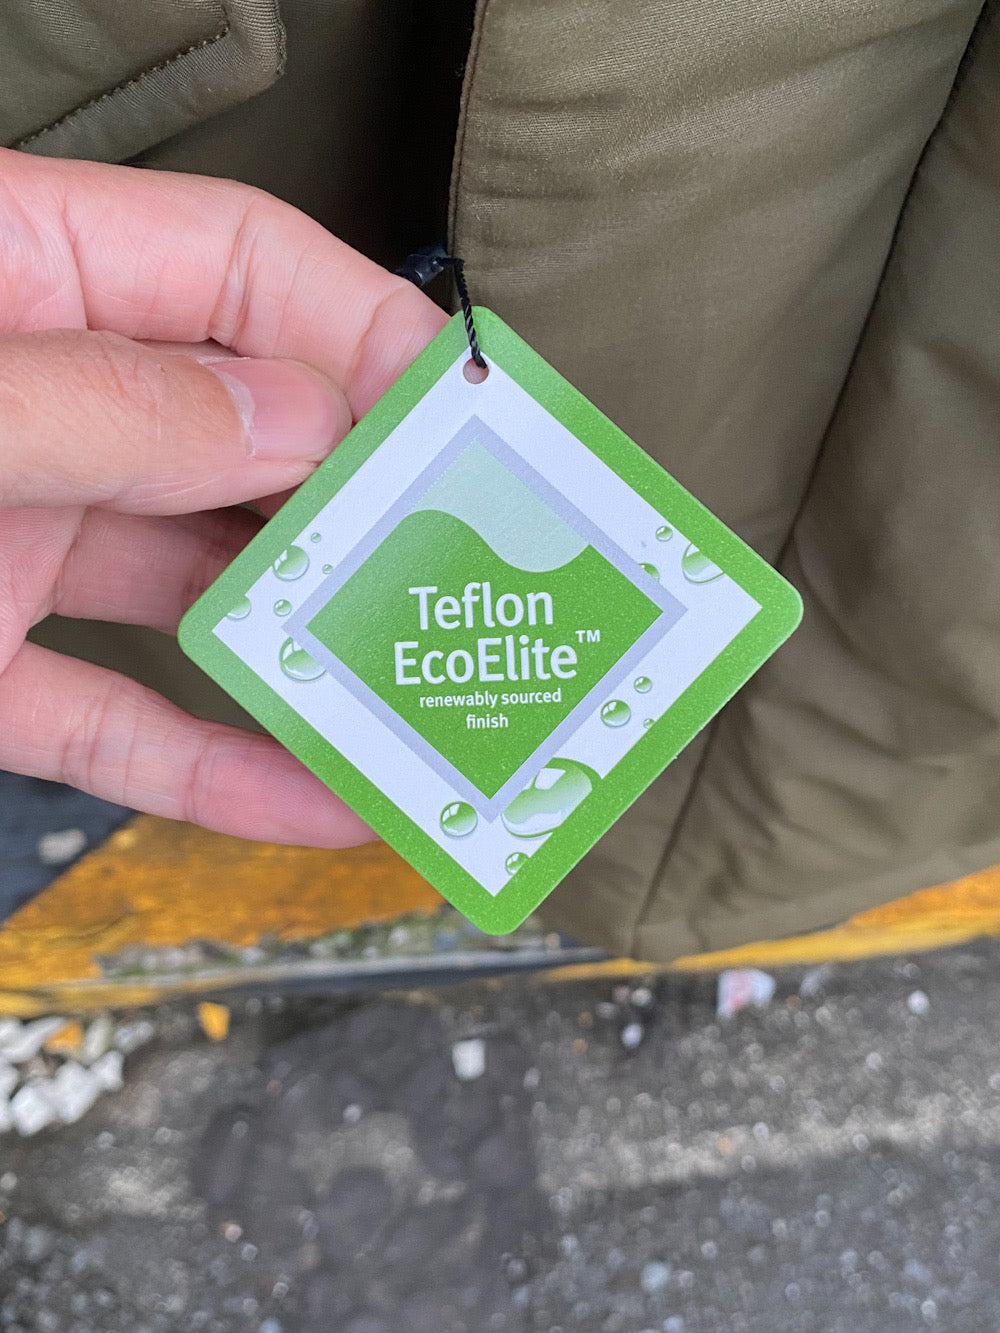 Teflon
EcoElite™
renewably sourced
finish